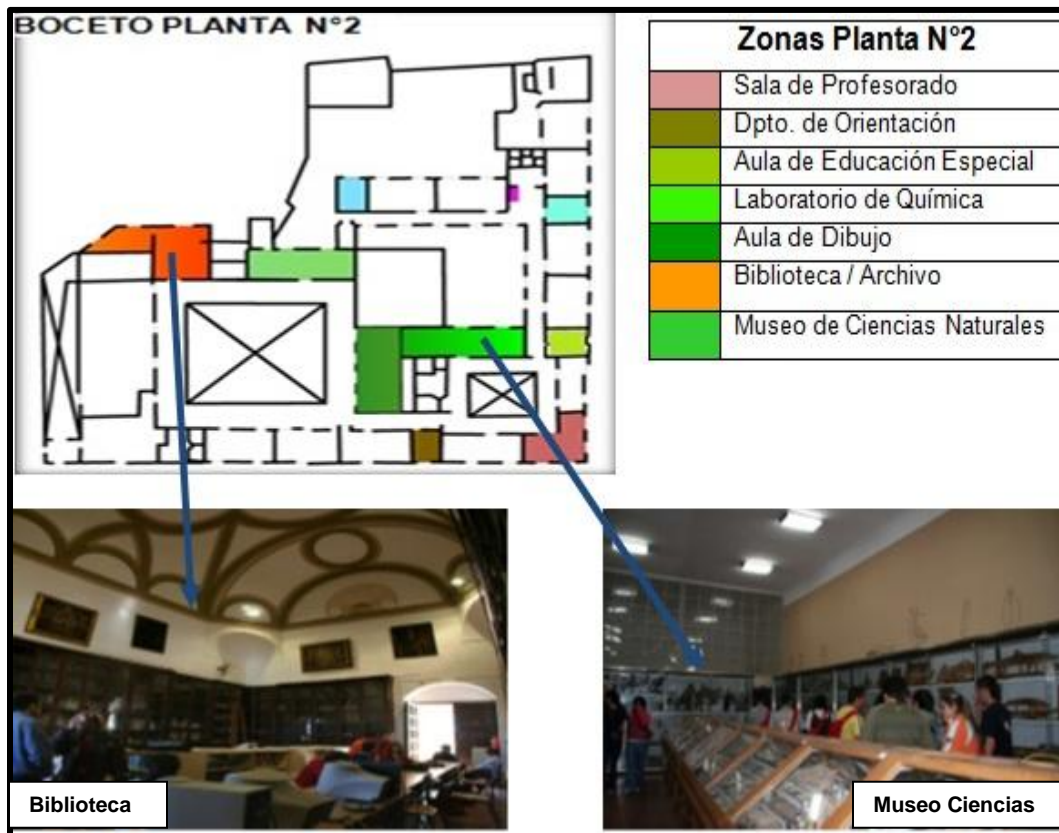 BOCETO PLANTA N°2
Zonas Planta N°2
Sala de Profesorado
Dpto. de Orientación
Aula de Educación Especial
Laboratorio de Química
Aula de Dibujo
Biblioteca / Archivo
Museo de Ciencias Naturales
Biblioteca
Museo Ciencias